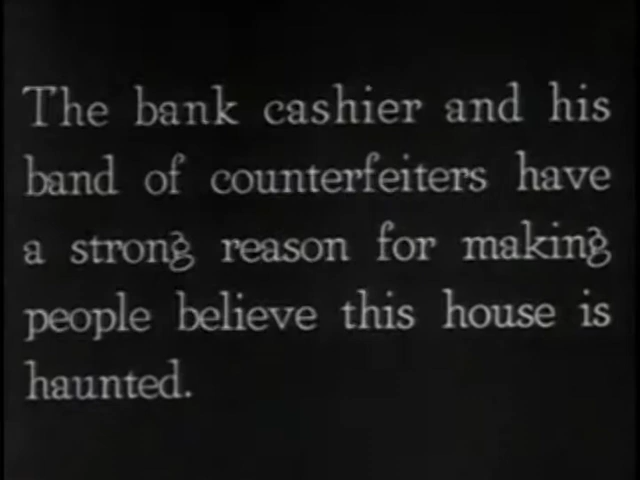 The bank cashier and his
band of counterfeiters have
a strong reason for making
people believe this house is
haunted.